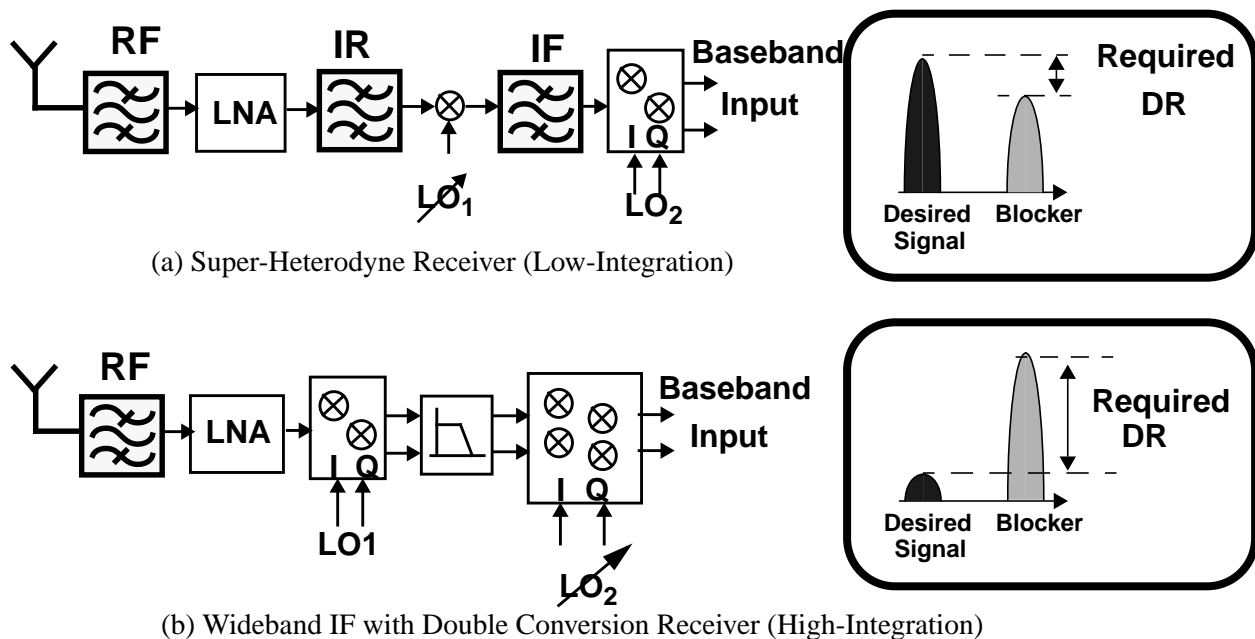 RF
IR
IF
Baseband
Input
LNA
I Q
LO1
LO2
(a) Super-Heterodyne Receiver (Low-Integration)
Required
DR
Desired
Signal
Blocker
RF
LNA
I Q
LO1
I Q
LO2
Baseband
Input
(b) Wideband IF with Double Conversion Receiver (High-Integration)
Required
DR
Desired
Signal
Blocker